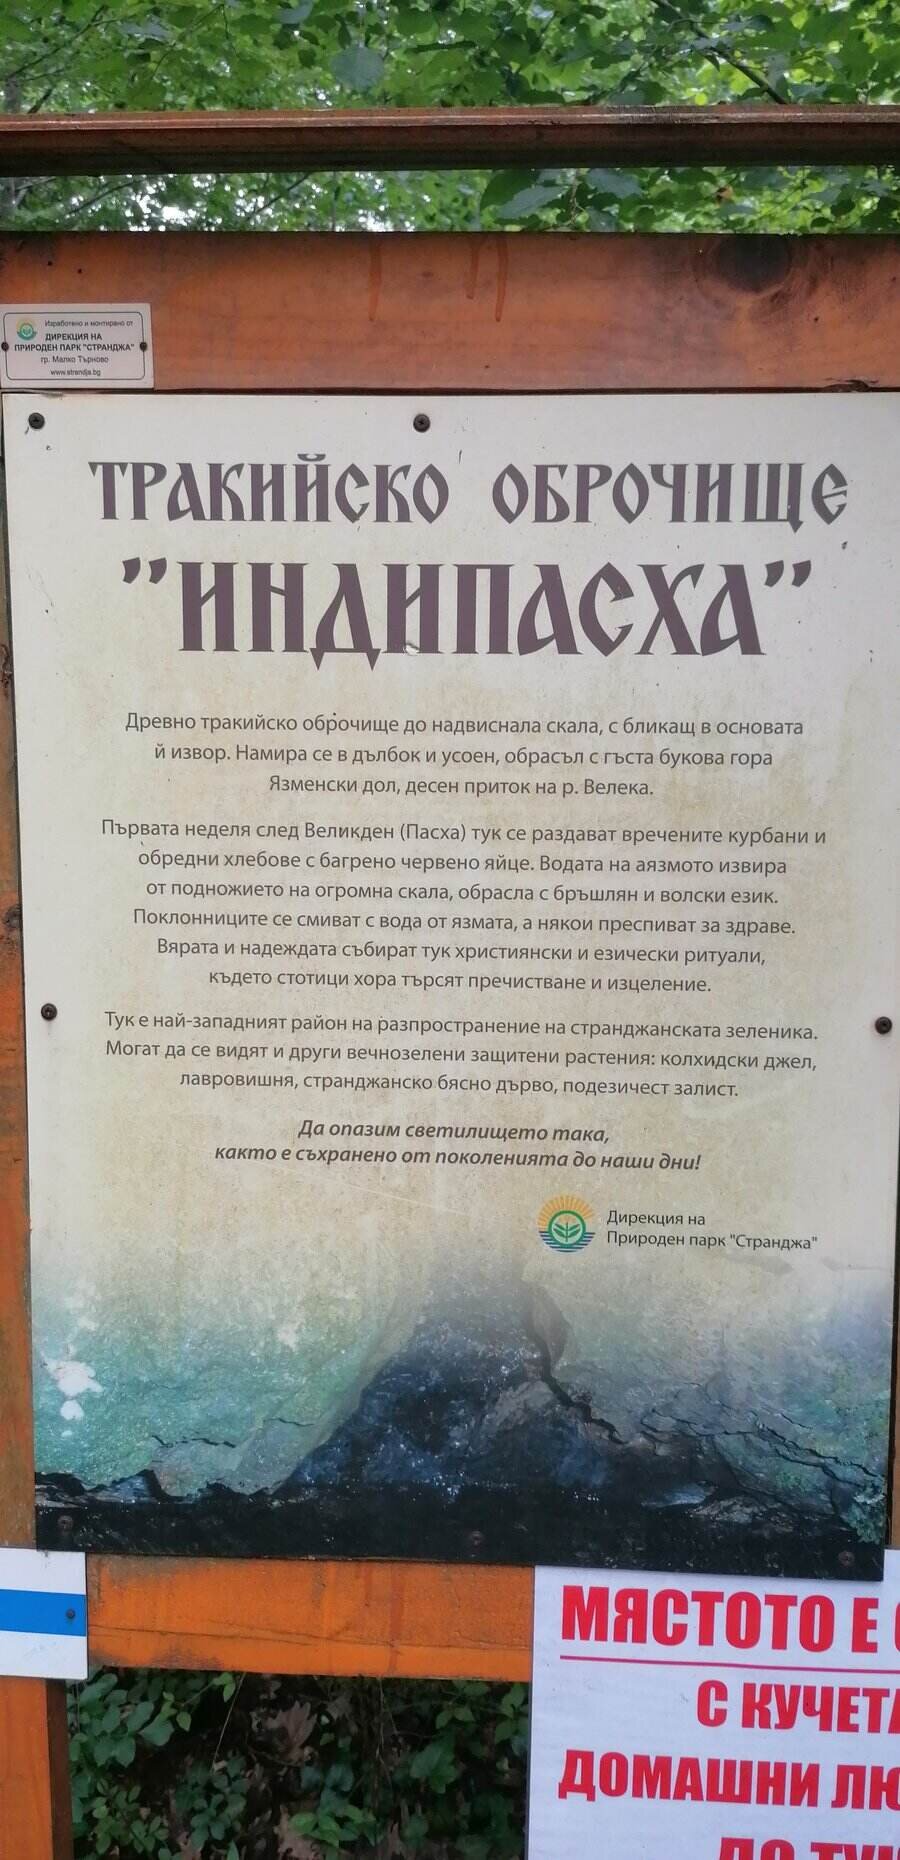 Изработено и монтирано от
ДИРЕКЦИЯ НА
ПРИРОДЕН ПАРК "СТРАНДЖА"
гр. Малко Търново
www.strandja.bg
ТРАКИЙСКО ОБРОЧИЩЕ
"ИНДИПАСХА"
Древно тракийско оброчище до надвиснала скала, с бликащ в основата
й извор. Намира се в дълбок и усоен, обрасъл с гъста букова гора
Язменски дол, десен приток на р. Велека.
Първата неделя след Великден (Пасха) тук се раздават вречените курбани и
обредни хлебове с багрено червено яйце. Водата на аязмото извира
от подножието на огромна скала, обрасла с бръшлян и волски език.
Поклонниците се смиват с вода от язмата, а някои преспиват за здраве.
Вярата и надеждата събират тук християнски и езически ритуали,
където стотици хора търсят пречистване и изцеление.
Тук е най-западният район на разпространение на странджанската зеленика.
Могат да се видят и други вечнозелени защитени растения: колхидски джел,
лавровишня, странджанско бясно дърво, подезичест залист.
Да опазим светилището така,
както е съхранено от поколенията до наши дни!
Дирекция на
Природен парк "Странджа"
МЯСТОТО Е
С КУЧЕТА
ДОМАШНИ ЛЮ
ДО ТУК